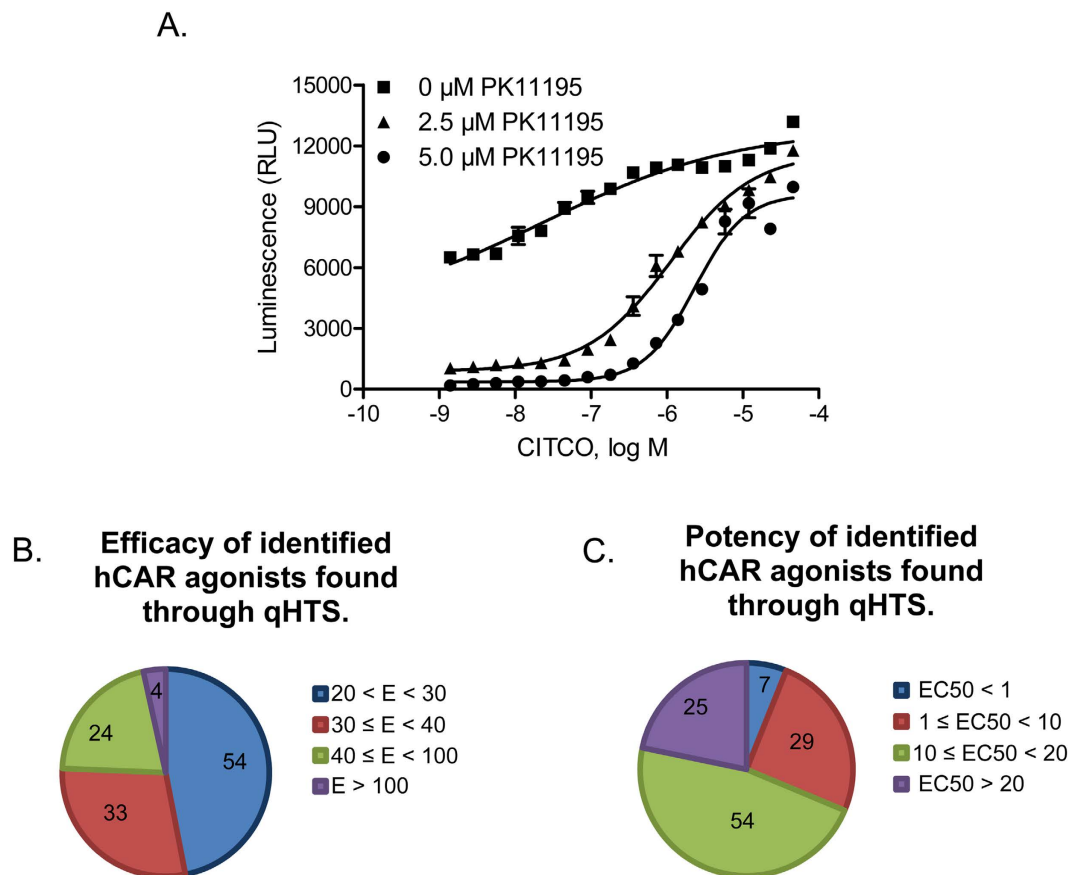 A.
15000
12000
9000
6000
3000
0
Luminescence (RLU)
0 µM PK11195
2.5 µM PK11195
5.0 µM PK11195
-10
-9
-8
-7
-6
-5
-4
CITCO, log M
B.
Efficacy of identified
hCAR agonists found
through qHTS.
4
24
54
33
20 < E < 30
30 ≤ E < 40
40 ≤ E < 100
E > 100
C.
Potency of identified
hCAR agonists found
through qHTS.
7
25
29
54
EC50 < 1
1 ≤ EC50 < 10
10 ≤ EC50 < 20
EC50 > 20